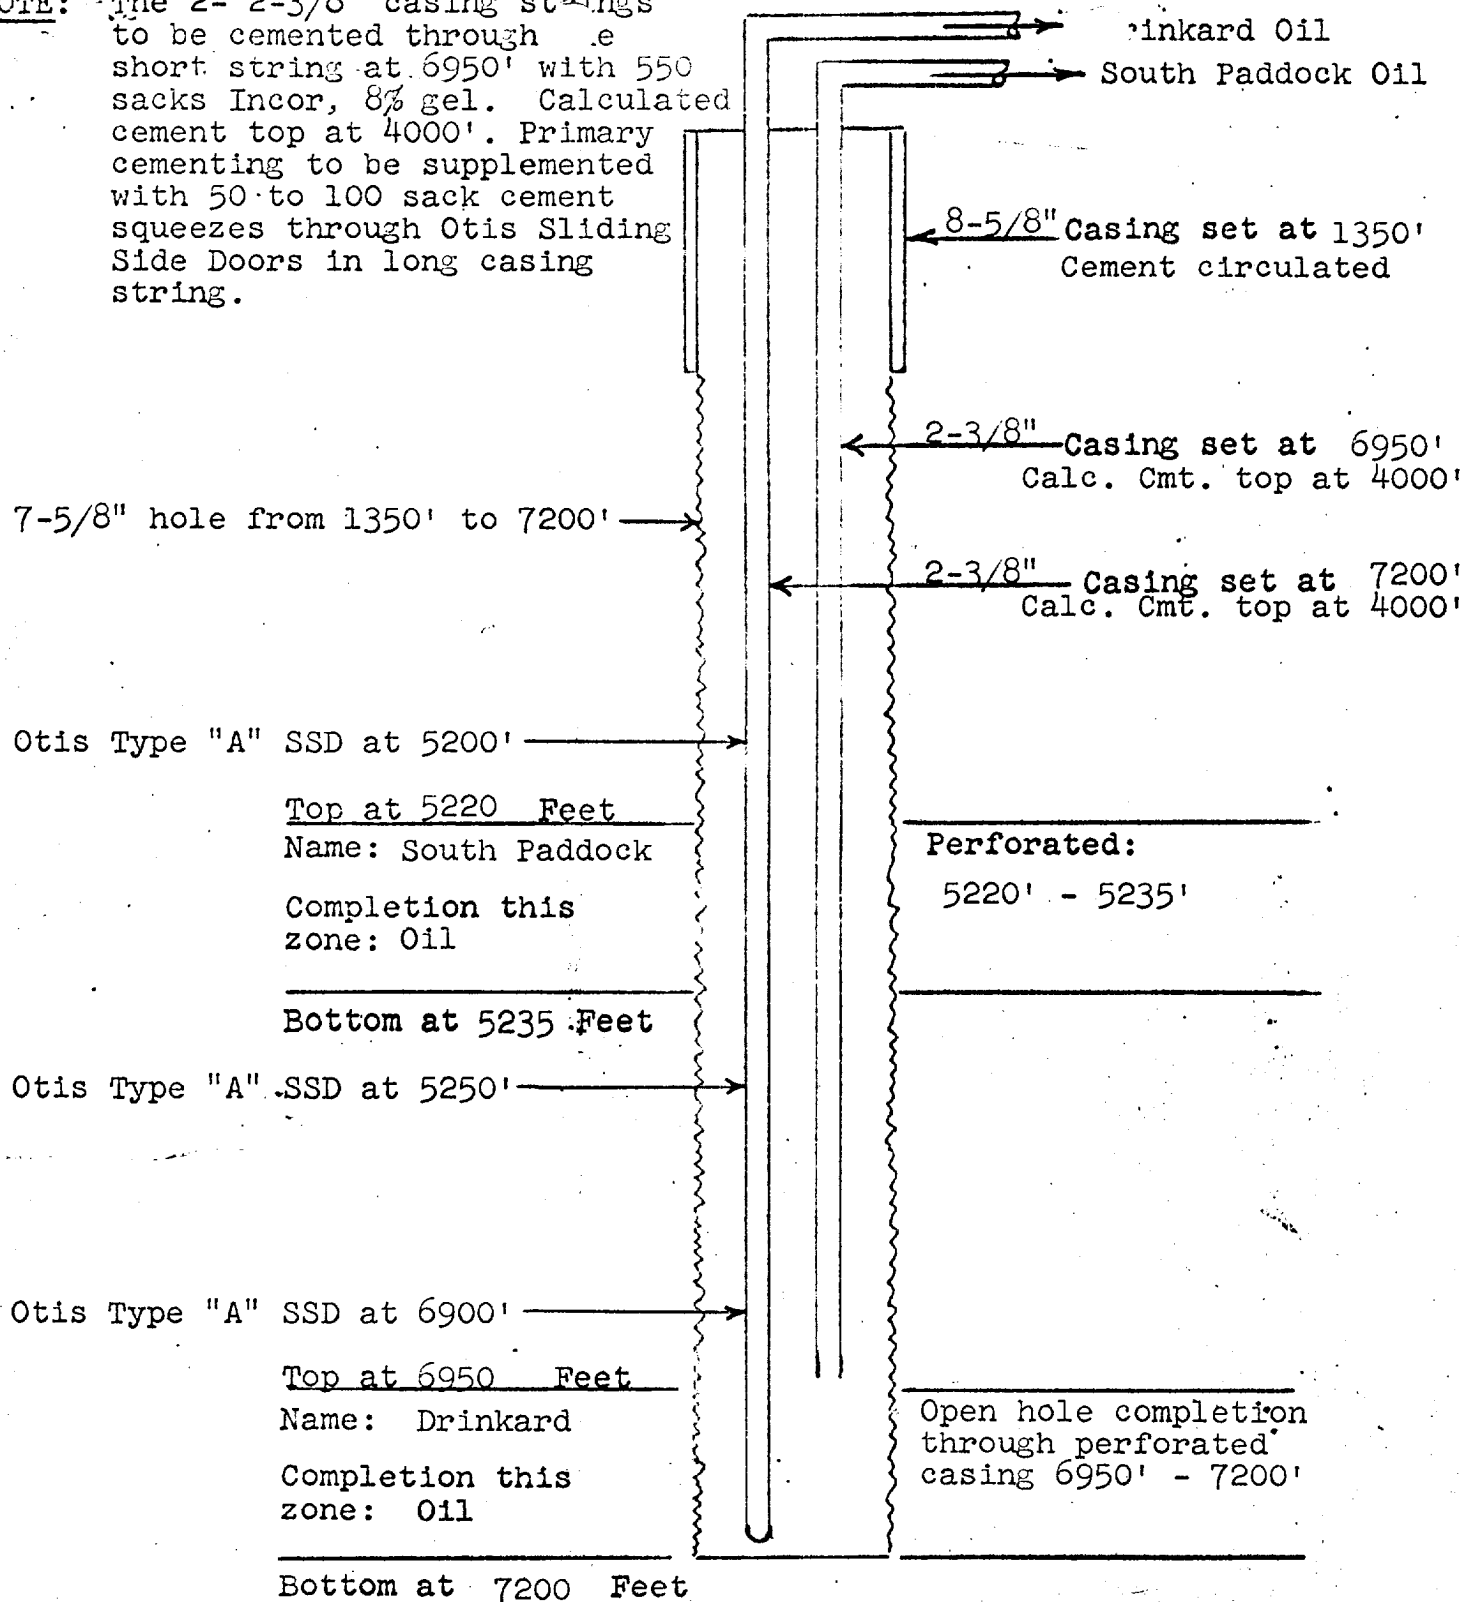 The 2- 2-3/8" casing
to be cemented through
short string at 6950' with 550
sacks Incor, 8% gel. Calculated
cement top at 4000'. Primary
cementing to be supplemented
with 50 to 100 sack cement
squeezes through Otis Sliding
Side Doors in long casing
string.
Oil
South Paddock Oil
8-5/8" Casing set at 1350'
Cement circulated
2-3/8" Casing set at 6950'
Calc. Cmt. top at 4000'
7-5/8" hole from 1350' to 7200'
2-3/8" Casing set at 7200'
Calc. Cmt. top at 4000'
Otis Type "A" SSD at 5200'
Top at 5220 Feet
Name: South Paddock
Completion this
zone: Oil
Bottom at 5235 Feet
Perforated:
5220' - 5235'
Otis Type "A" SSD at 5250'
Otis Type "A" SSD at 6900'
Top at 6950 Feet
Name: Drinkard
Completion this
zone: Oil
Bottom at 7200 Feet
Open hole completion
through perforated
casing 6950' - 7200'